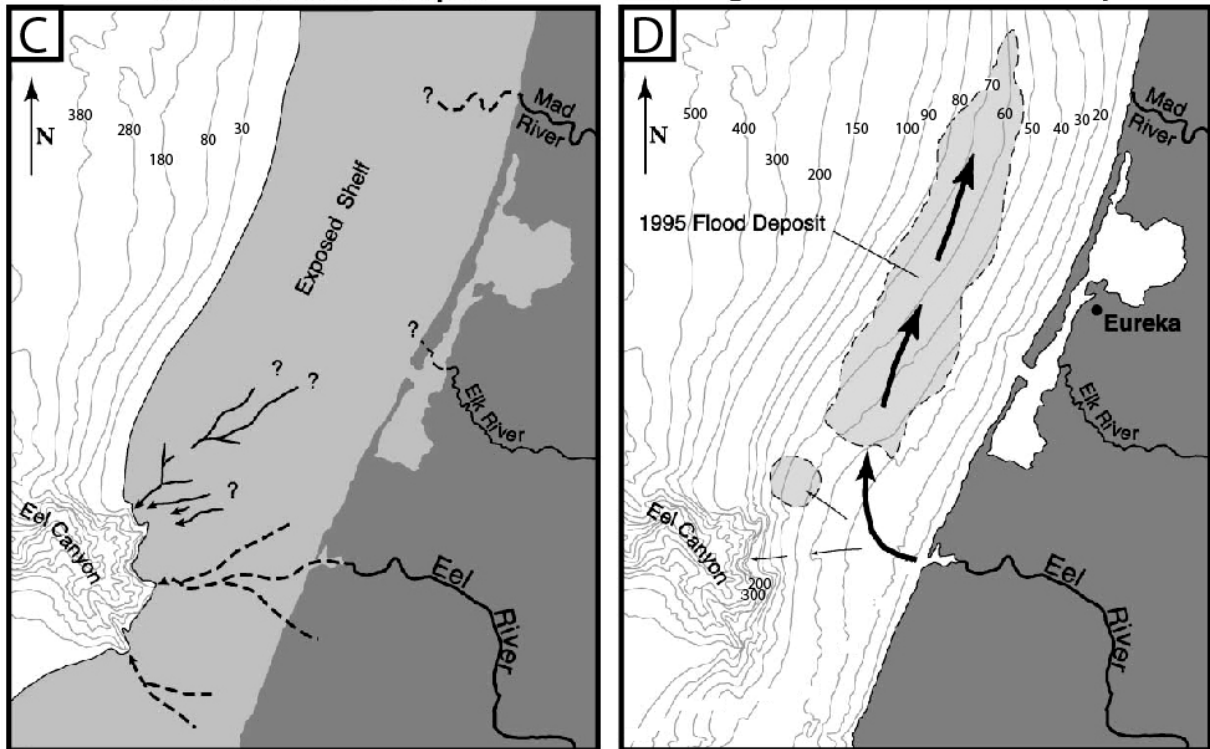 C
N
380
280
180
80
30
?
Mad
River
Exposed Shelf
?
Elk River
?
?
?
Eel Canyon
Eel
River
D
N
500
400
300
200
150
100
90
80
70
60
50
40
30
20
Mad
River
1995 Flood Deposit
Eureka
Elk River
Eel Canyon
200
300
Eel
River